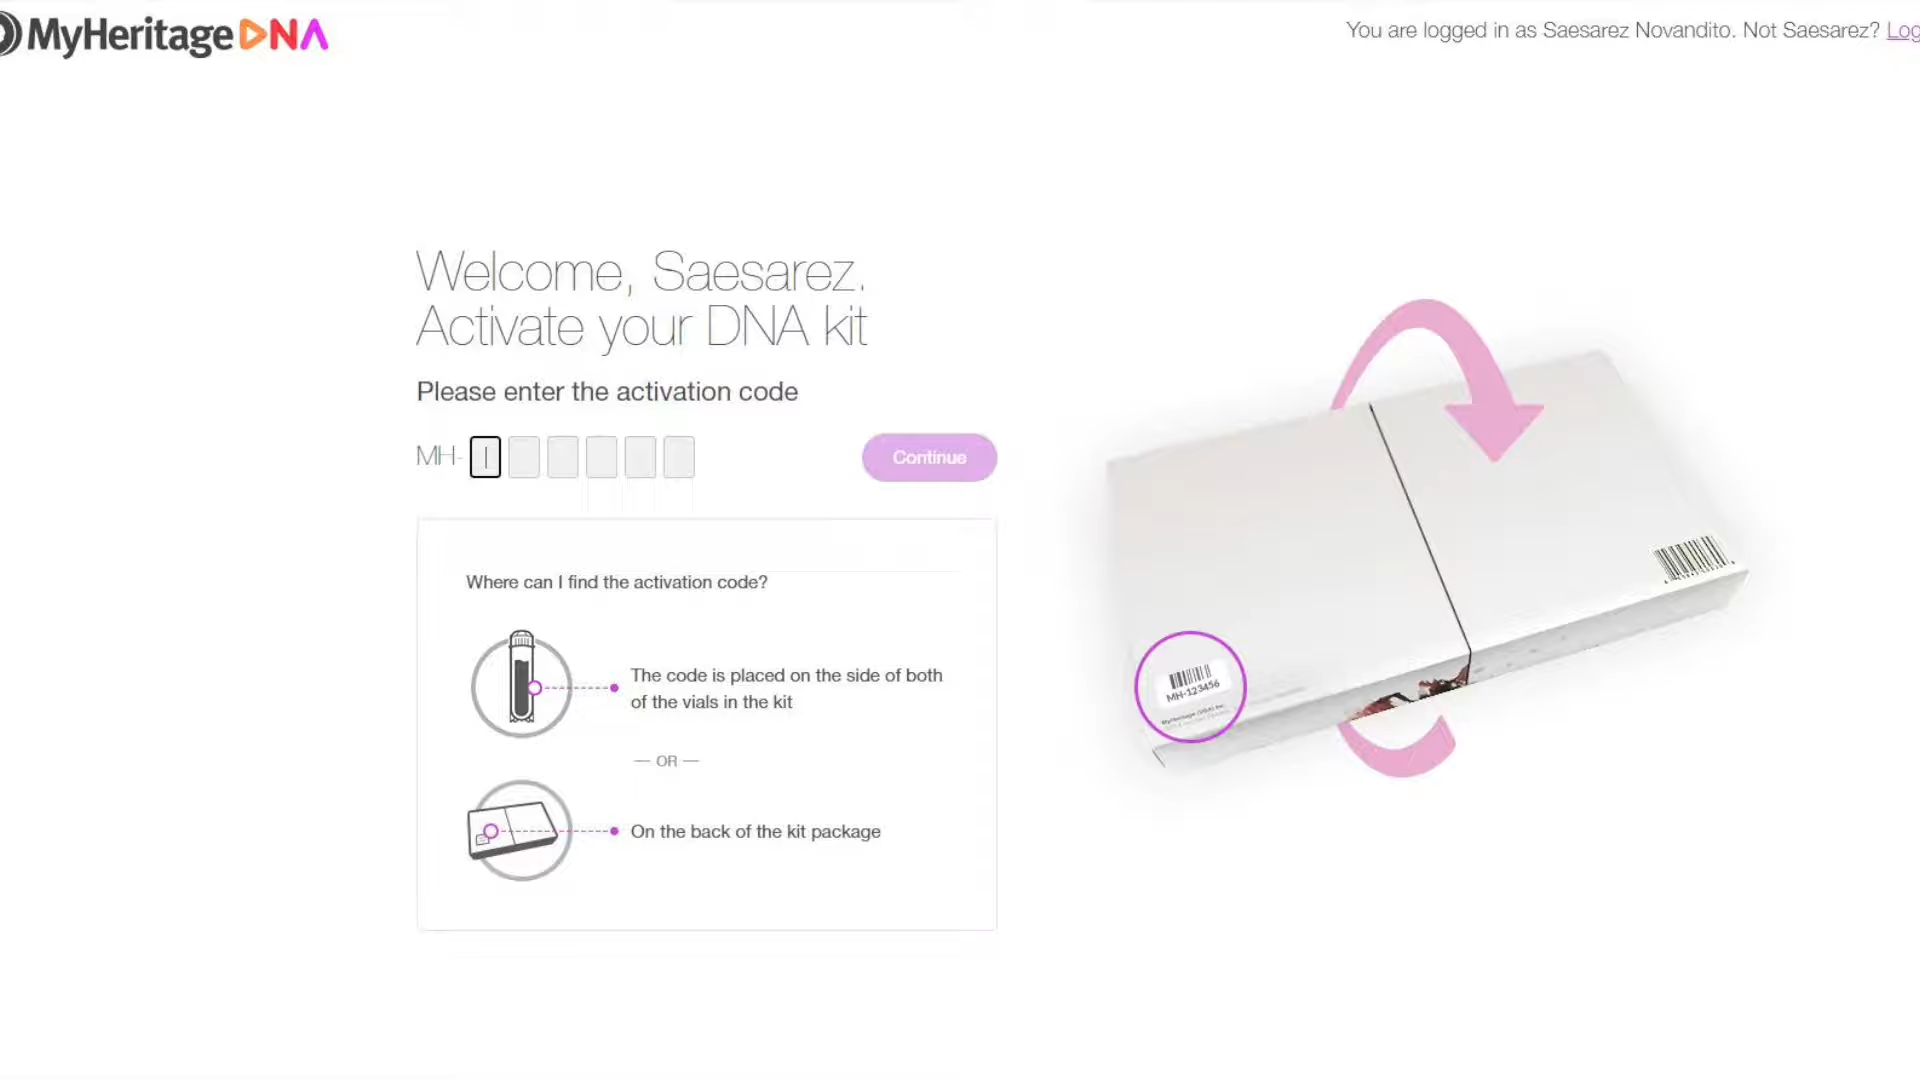 MyHeritage DNA
You are logged in as Saesarez Novandito. Not Saesarez? Log
Welcome, Saesarez.
Activate your DNA kit
Please enter the activation code
MH-
Continue
Where can I find the activation code?
The code is placed on the side of both
of the vials in the kit
— OR —
On the back of the kit package
MH-123456